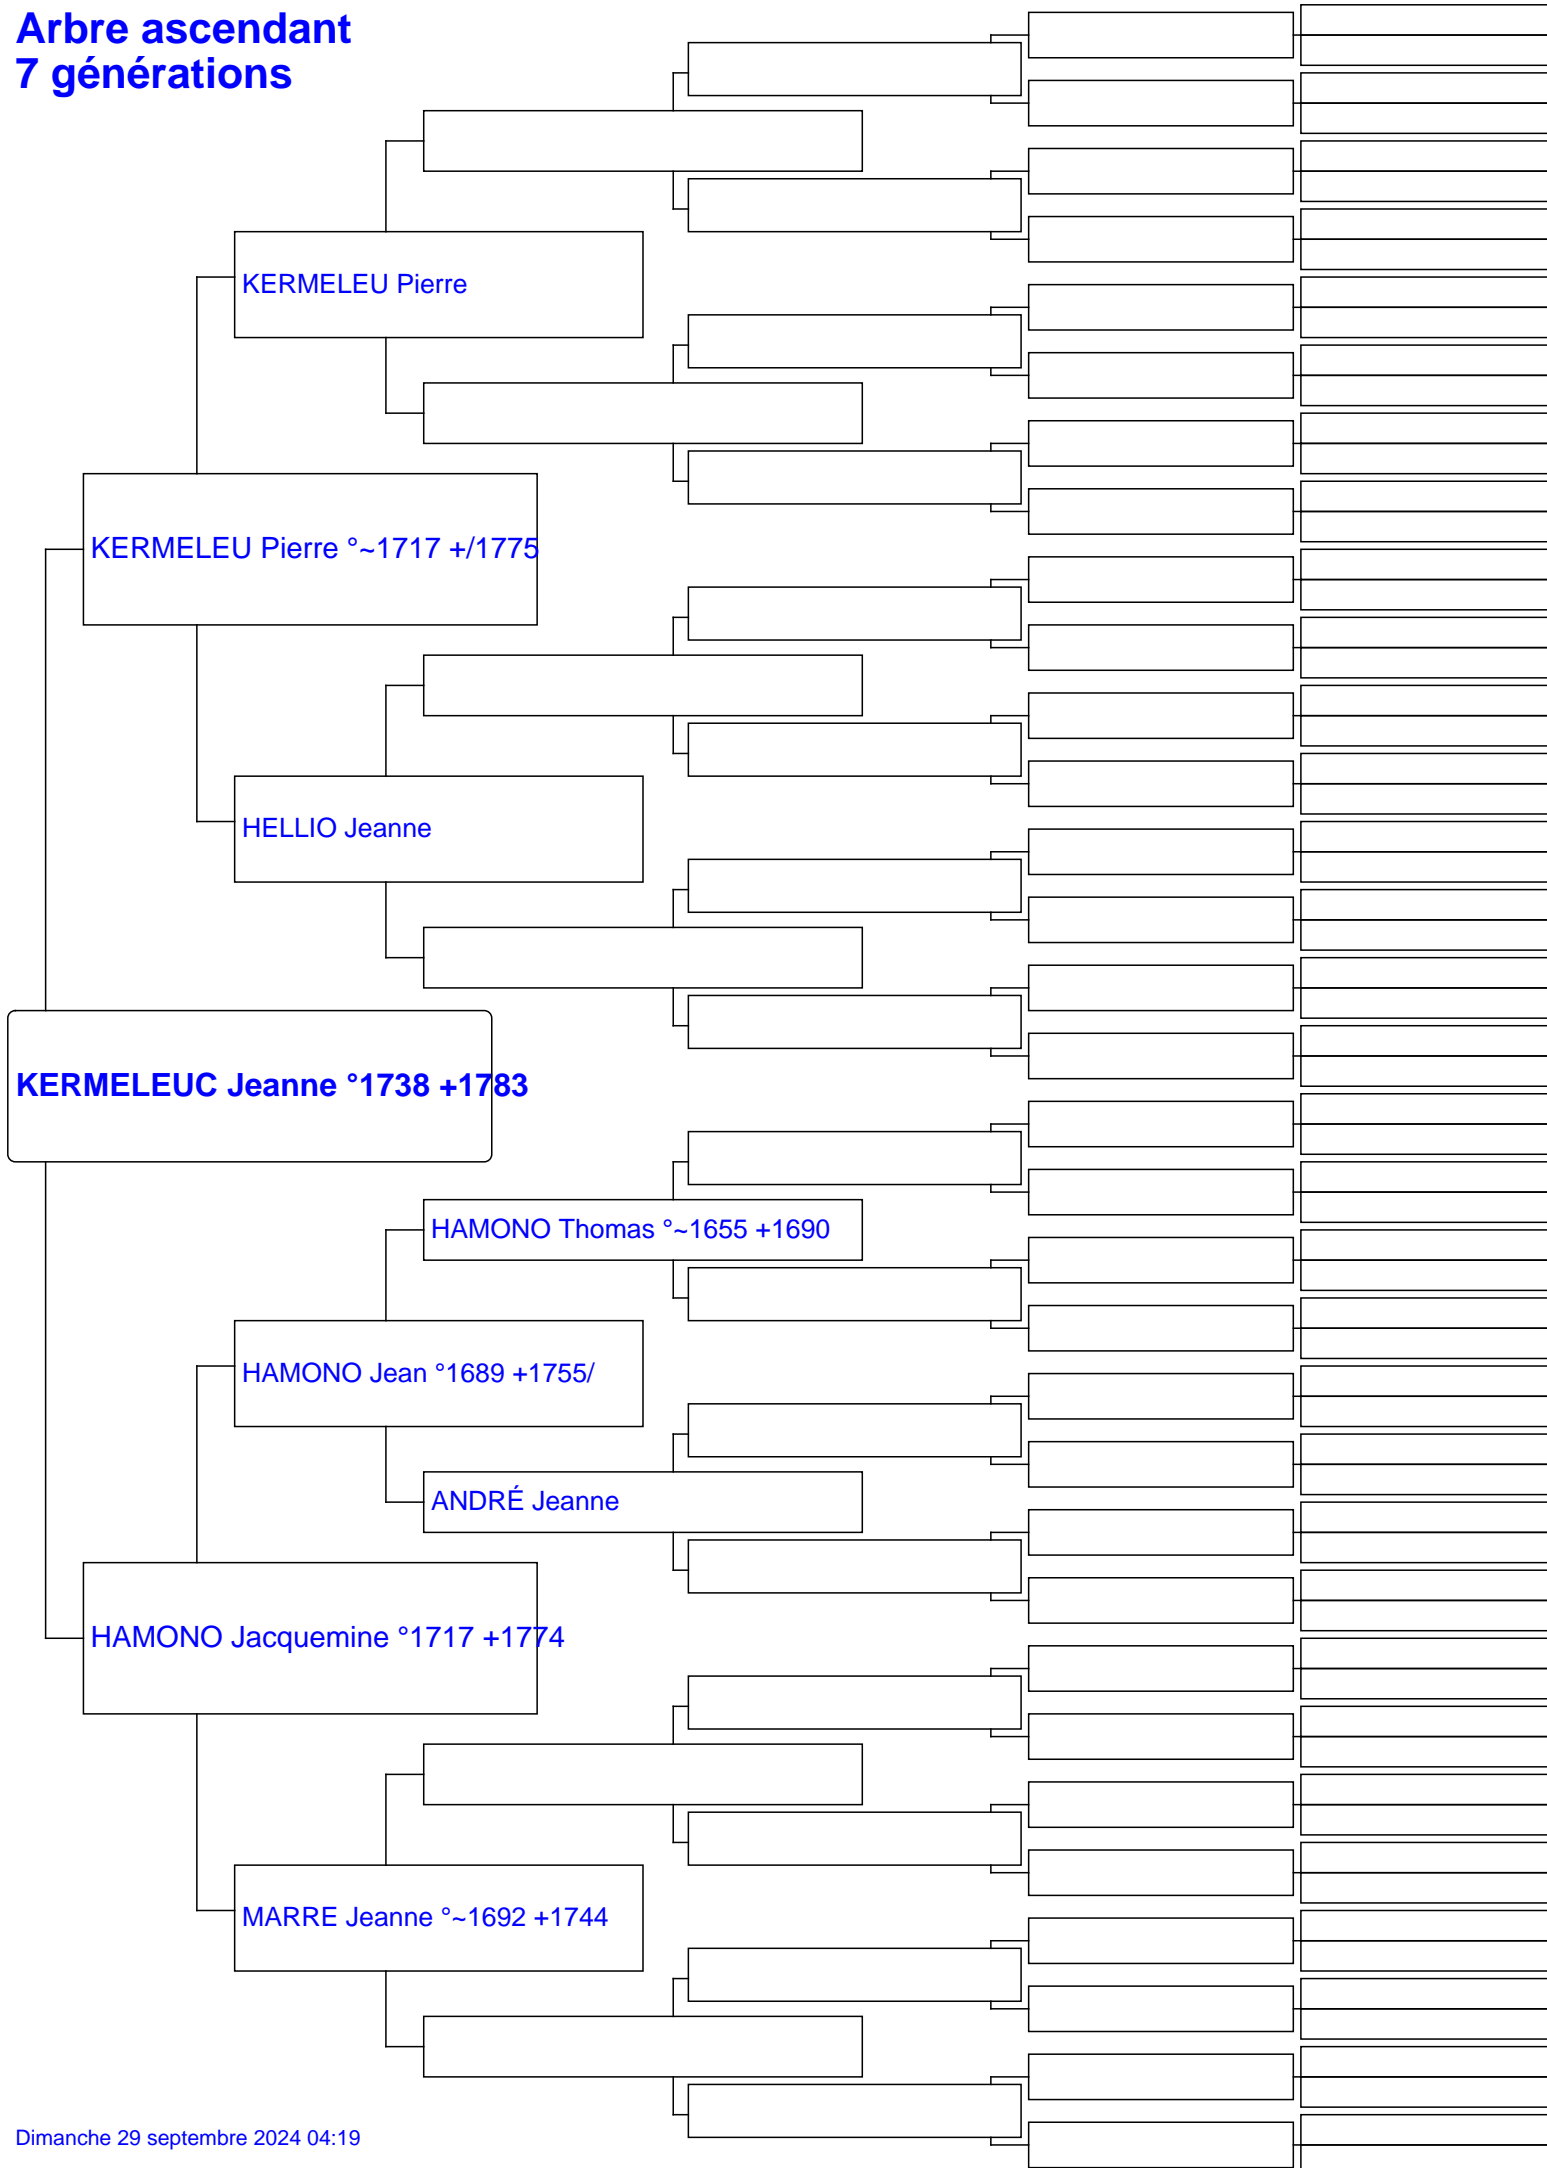 Arbre ascendant
7 générations
KERMELEU Pierre
KERMELEU Pierre °~1717 +/1775
HELLIO Jeanne
KERMELEUC Jeanne °1738 +1783
HAMONO Thomas °~1655 +1690
HAMONO Jean °1689 +1755/
ANDRÉ Jeanne
HAMONO Jacquemine °1717 +1774
MARRE Jeanne °~1692 +1744
Dimanche 29 septembre 2024 04:19